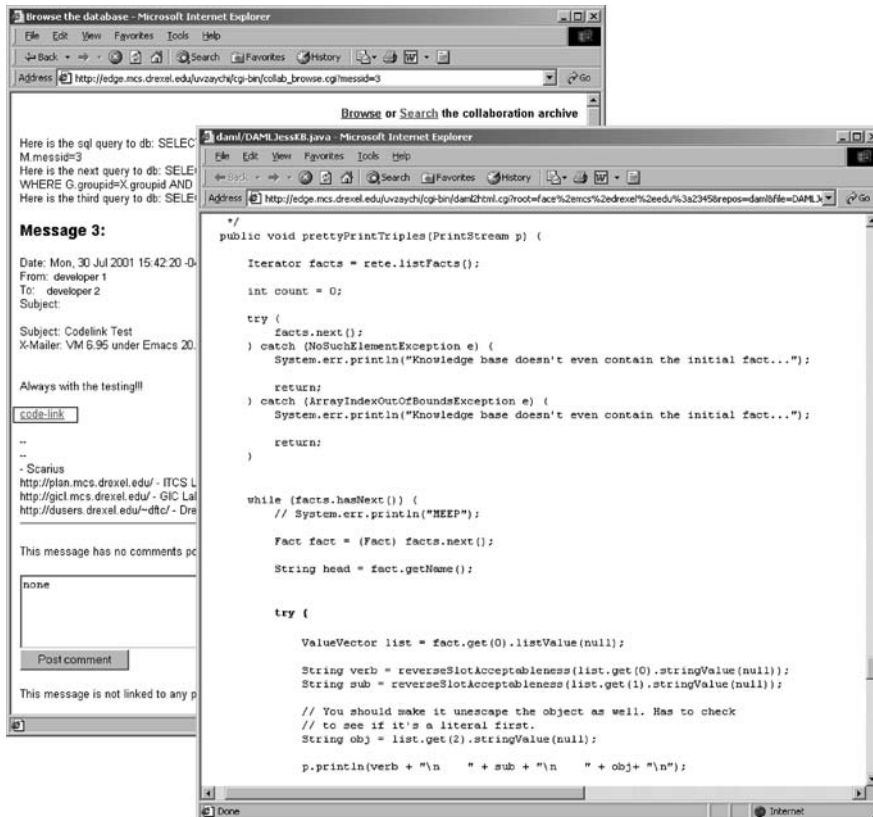 Browse the database - Microsoft Internet Explorer
File Edit View Favorites Tools Help
Back Search Favorites History
Address http://edge.mcs.drexel.edu/uvzaychi/cgi-bin/collab_browse.cgi?messid=3 Go
Browse or Search the collaboration archive
Here is the sql query to db: SELEC
M.messid=3
Here is the next query to db: SELE
WHERE G.groupid=X.groupid AND
Here is the third query to db: SELE
Message 3:
Date: Mon, 30 Jul 2001 15:42:20 -0
From: developer 1
To: developer 2
Subject:
Subject: Codelink Test
X-Mailer: VM 6.95 under Emacs 20.
Always with the testing!!!
code-link
--
--
- Scarius
http://plan.mcs.drexel.edu/ - ITCS L
http://gicl.mcs.drexel.edu/ - GIC Lal
http://dusers.drexel.edu/~dftc/ - Dre
This message has no comments po
none
Post comment
This message is not linked to any p
daml/DAMLJessKB.java - Microsoft Internet Explorer
File Edit View Favorites Tools Help
Back Search Favorites History
Address http://edge.mcs.drexel.edu/uvzaychi/cgi-bin/daml2html.cgi?root=face%2emcs%2edrexel%2eedu%3a2345&repos=daml&file=DAMLJ Go
*/
public void prettyPrintTriples(PrintStream p) {
Iterator facts = rete.listFacts();
int count = 0;
try {
facts.next();
} catch (NoSuchElementException e) {
System.err.println("Knowledge base doesn't even contain the initial fact...");
return;
} catch (ArrayIndexOutOfBoundsException e) {
System.err.println("Knowledge base doesn't even contain the initial fact...");
return;
}
while (facts.hasNext()) {
// System.err.println("MEEP");
Fact fact = (Fact) facts.next();
String head = fact.getName();
try {
ValueVector list = fact.get(0).listValue(null);
String verb = reverseSlotAcceptableness(list.get(0).stringValue(null));
String sub = reverseSlotAcceptableness(list.get(1).stringValue(null));
// You should make it unescape the object as well. Has to check
// to see if it's a literal first.
String obj = list.get(2).stringValue(null);
p.println(verb + "\n    " + sub + "\n    " + obj+ "\n");
Done Internet